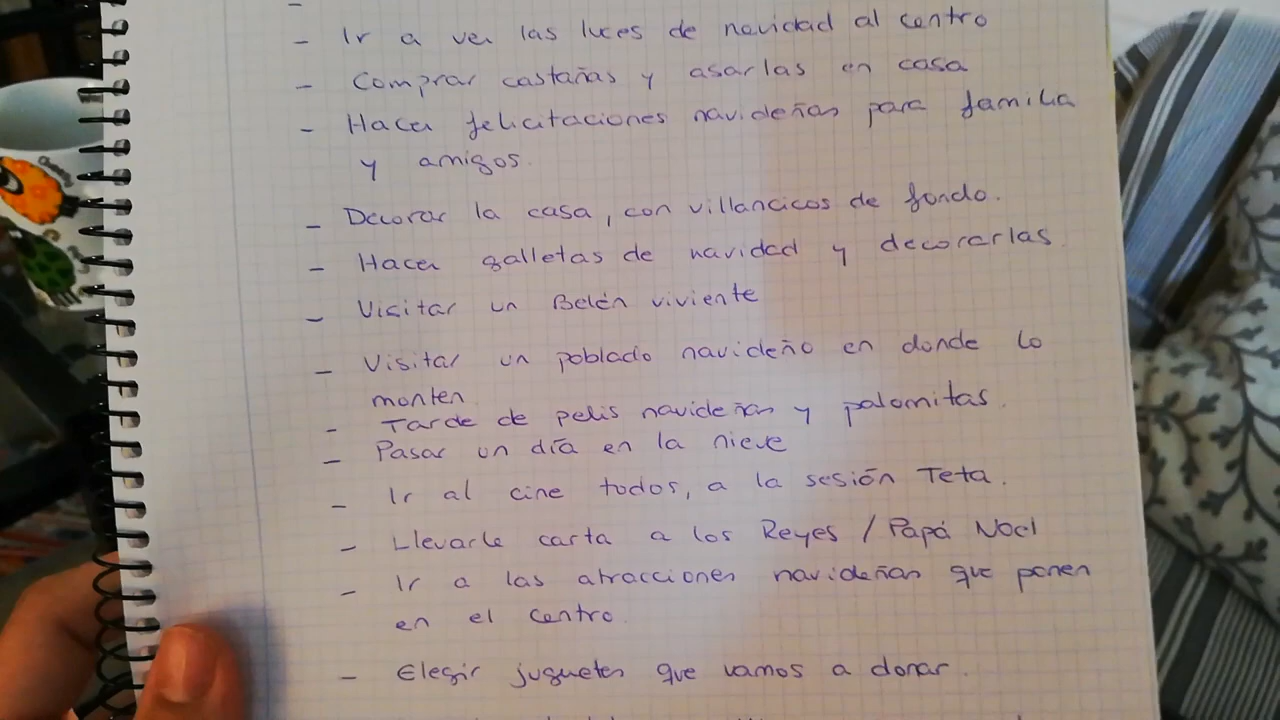 - Ir a ver las luces de navidad al centro
- Comprar castañas y asarlas en casa
- Hacer felicitaciones navideñas para familia
y amigos.
- Decorar la casa, con villancicos de fondo.
- Hacer galletas de navidad y decorarlas.
- Visitar un Belén viviente
- Visitar un poblado navideño en donde lo
monten
- Tarde de pelis navideñas y palomitas.
- Pasar un día en la nieve
- Ir al cine todos, a la sesión Teta.
- Llevarle carta a los Reyes / Papá Noel
- Ir a las atracciones navideñas que ponen
en el centro.
- Elegir juguetes que vamos a donar.